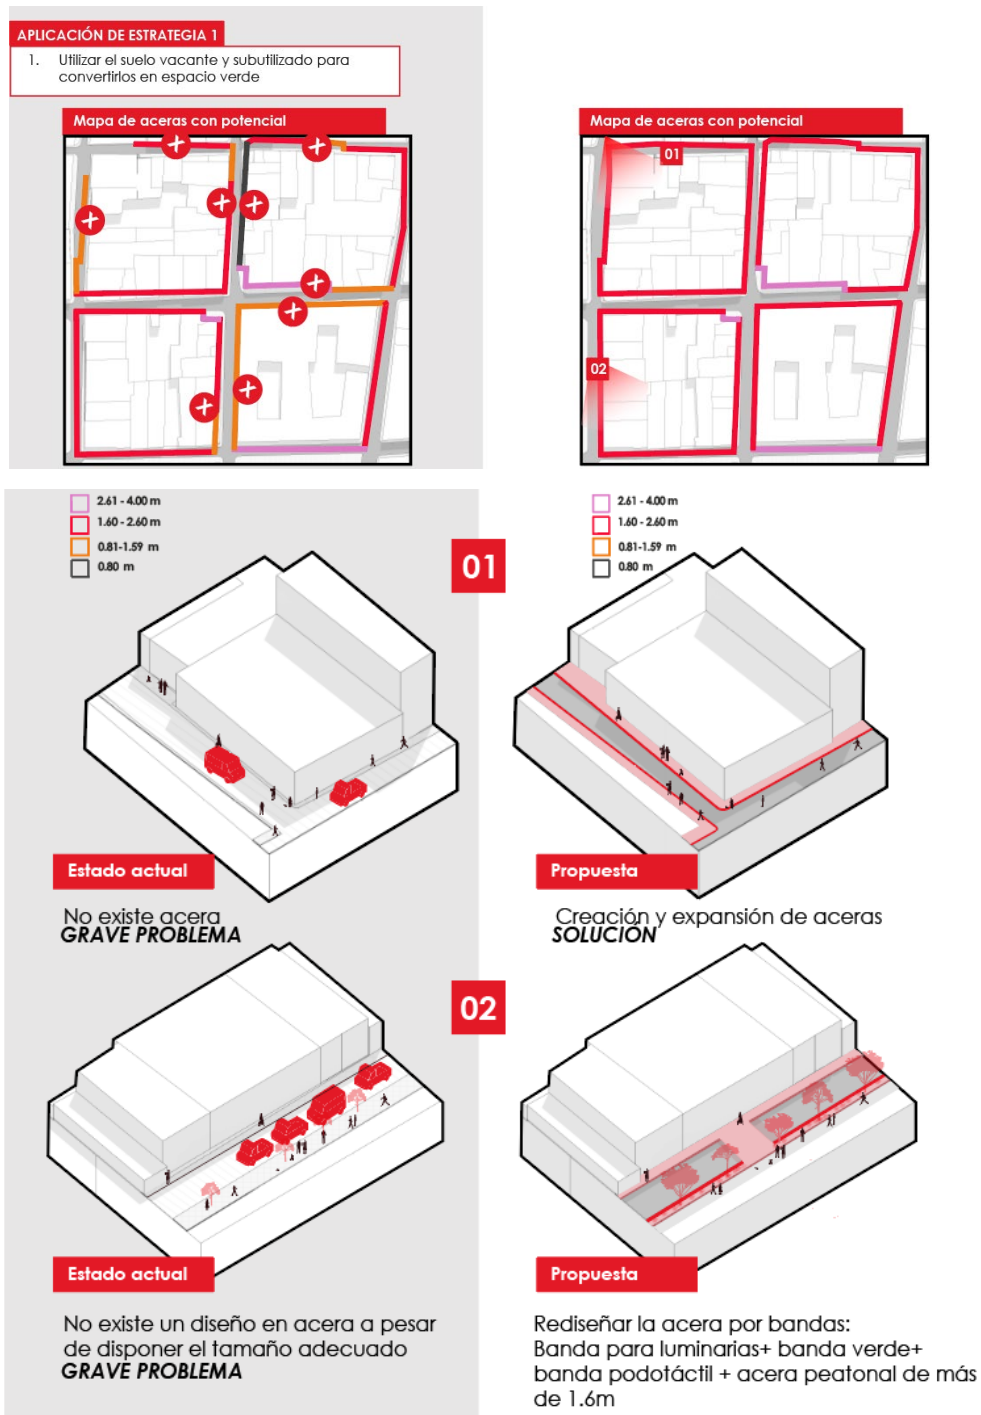 APLICACIÓN DE ESTRATEGIA 1
1. Utilizar el suelo vacante y subutilizado para
convertirlos en espacio verde
Mapa de aceras con potencial
Mapa de aceras con potencial
01
02
2.61 - 4.00 m
1.60 - 2.60 m
0.81-1.59 m
0.80 m
2.61 - 4.00 m
1.60 - 2.60 m
0.81-1.59 m
0.80 m
01
Estado actual
No existe acera
GRAVE PROBLEMA
Propuesta
Creación y expansión de aceras
SOLUCIÓN
02
Estado actual
No existe un diseño en acera a pesar
de disponer el tamaño adecuado
GRAVE PROBLEMA
Propuesta
Rediseñar la acera por bandas:
Banda para luminarias+ banda verde+
banda podotáctil + acera peatonal de más
de 1.6m